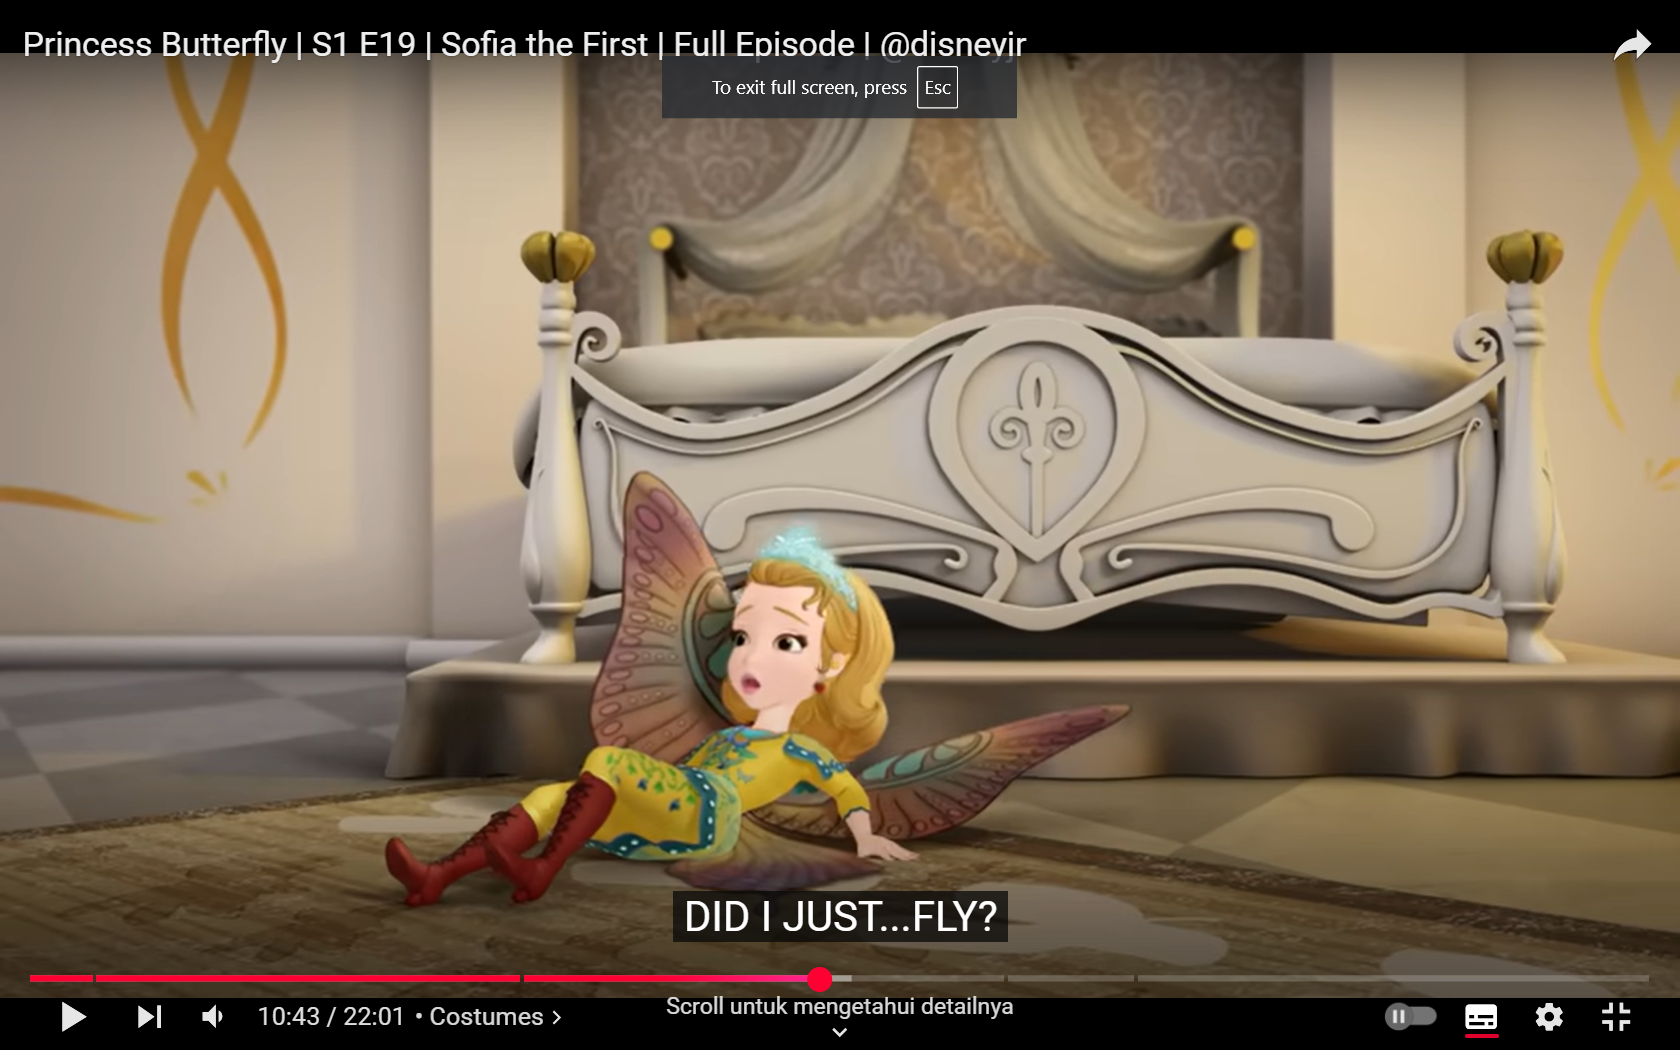 Princess Butterfly | S1 E19 | Sofia the First | Full Episode | @disneyjr
To exit full screen, press Esc
DID I JUST...FLY?
10:43 / 22:01 • Costumes
Scroll untuk mengetahui detailnya